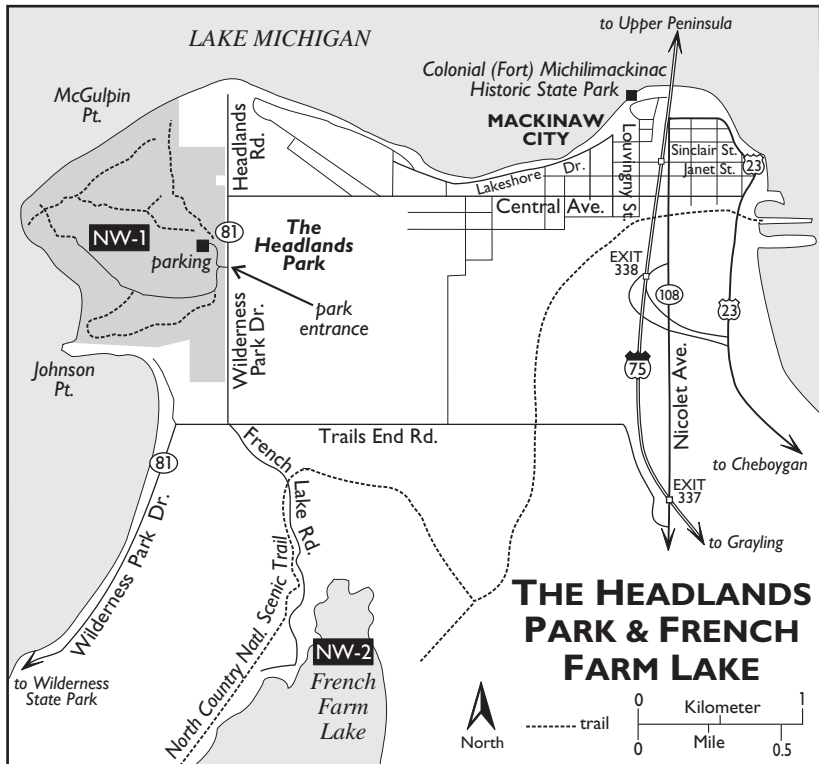 LAKE MICHIGAN
to Upper Peninsula
Colonial (Fort) Michilimackinac
Historic State Park
McGulpin
Pt.
MACKINAW
CITY
Headlands
Rd.
Louvingny St.
Sinclair St.
23
Janet St.
Lakeshore Dr.
Central Ave.
NW-1
81
The
Headlands
Park
parking
EXIT
338
108
park
entrance
23
Wilderness
Park Dr.
Johnson
Pt.
75
Nicolet Ave.
Trails End Rd.
French
Lake Rd.
81
to Cheboygan
EXIT
337
to Grayling
Wilderness Park Dr.
North Country Natl. Scenic Trail
THE HEADLANDS
PARK & FRENCH
FARM LAKE
NW-2
to Wilderness
State Park
French
Farm
Lake
North
trail
0 Kilometer 1
0 Mile 0.5